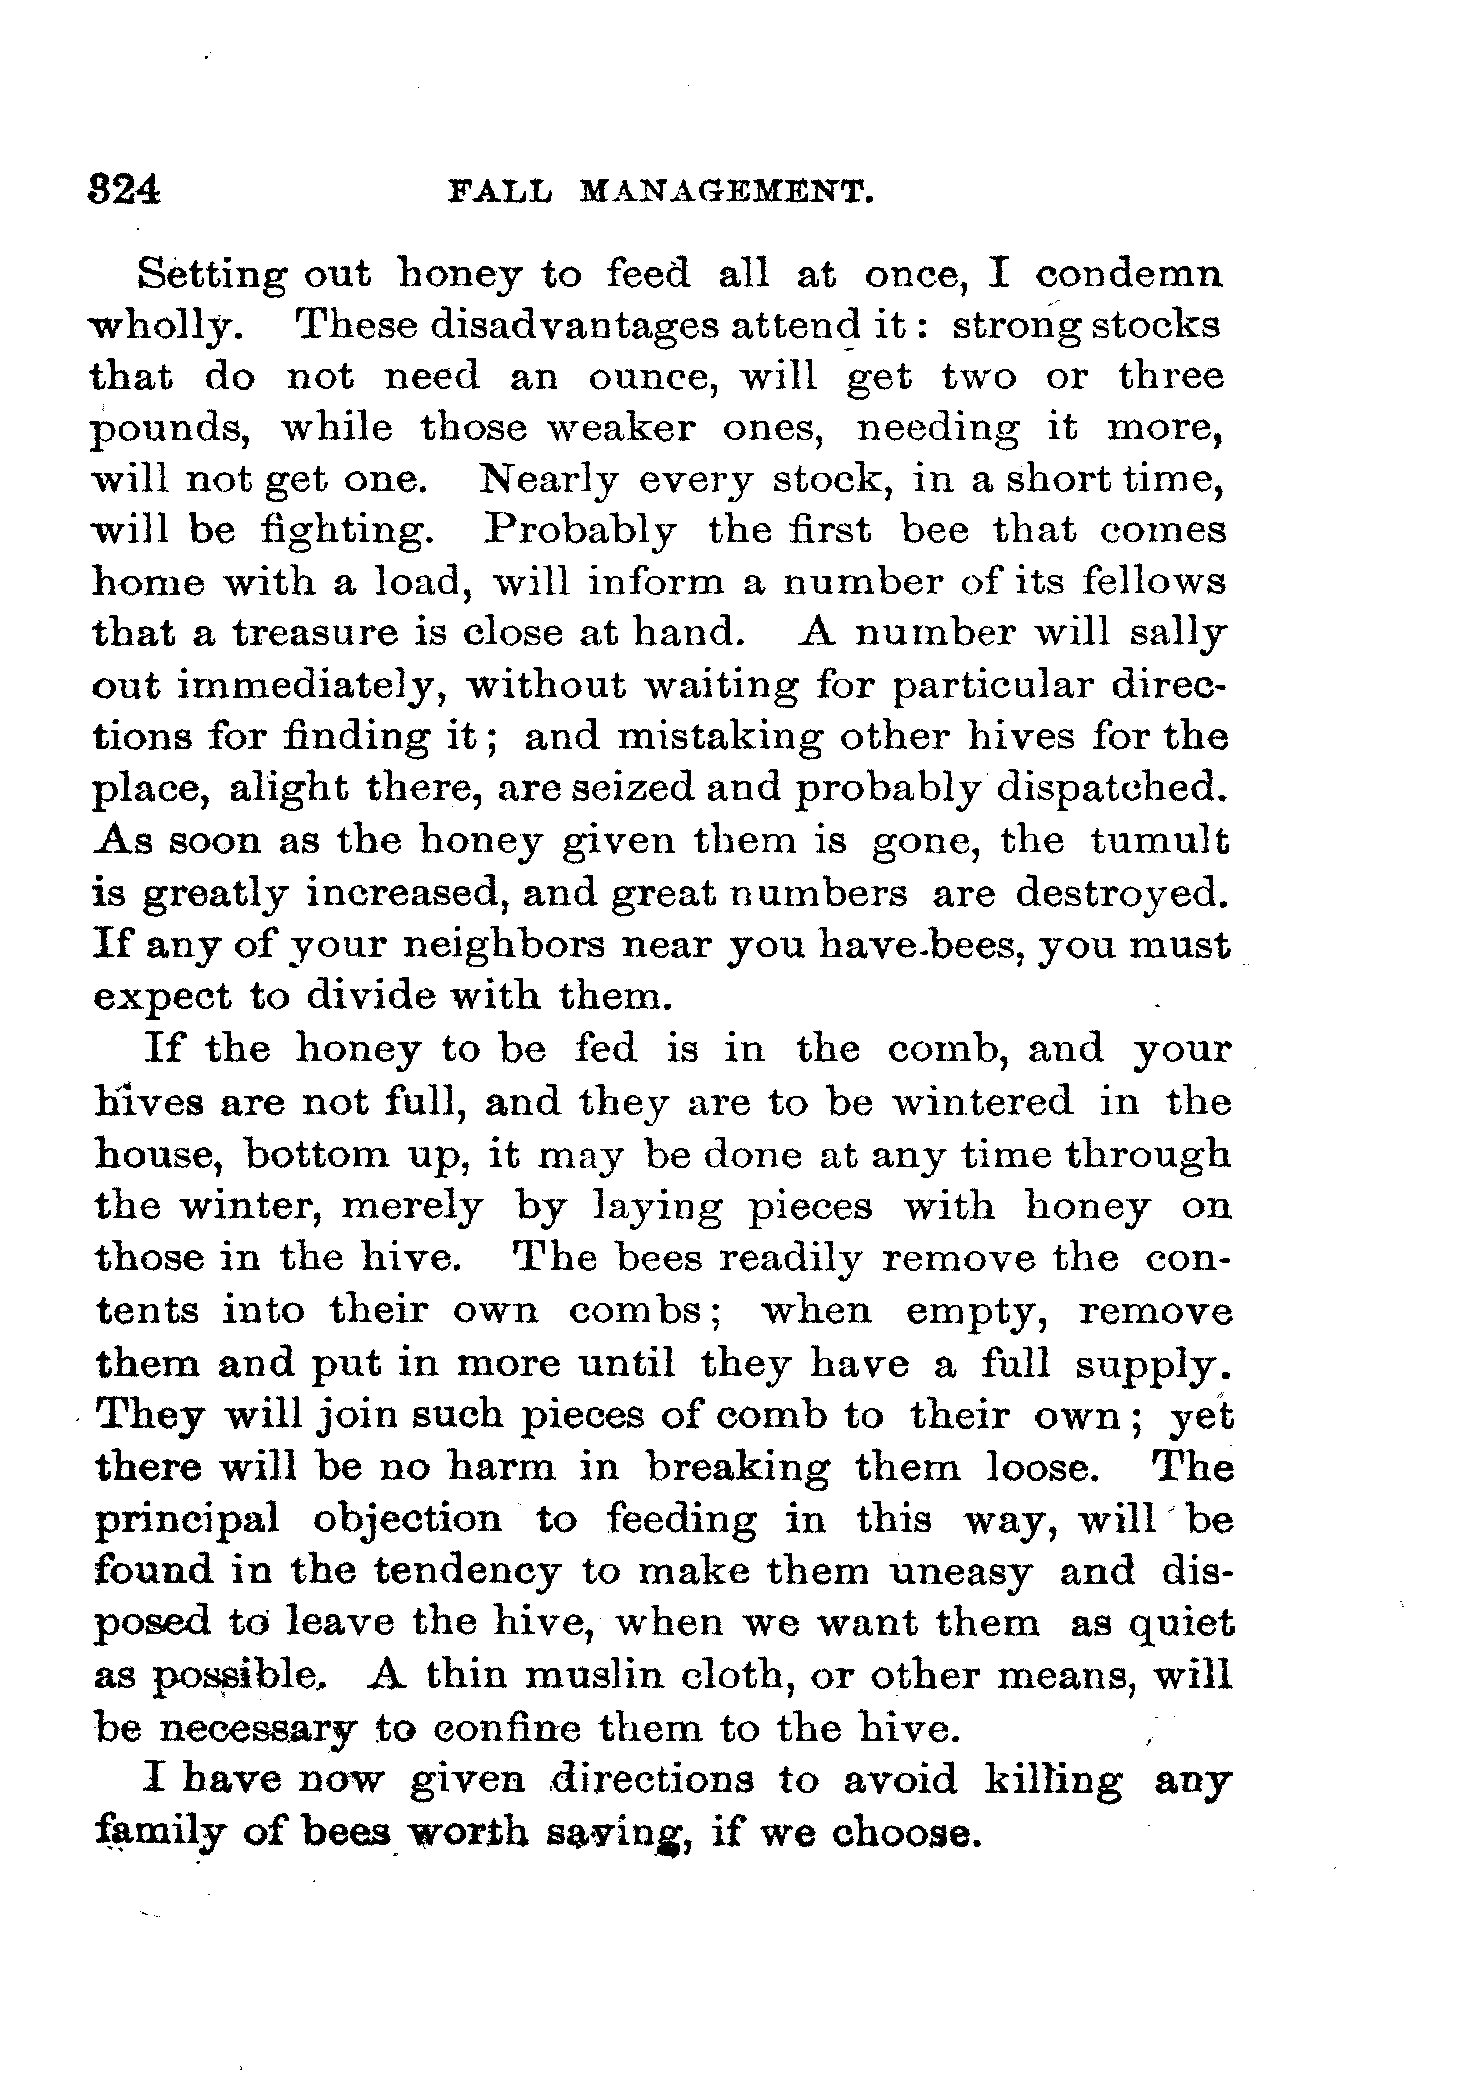 324 FALL MANAGEMENT.
Setting out honey to feed all at once, I condemn
wholly. These disadvantages attend it : strong stocks
that do not need an ounce, will get two or three
pounds, while those weaker ones, needing it more,
will not get one. Nearly every stock, in a short time,
will be fighting. Probably the first bee that comes
home with a load, will inform a number of its fellows
that a treasure is close at hand. A number will sally
out immediately, without waiting for particular direc-
tions for finding it ; and mistaking other hives for the
place, alight there, are seized and probably dispatched.
As soon as the honey given them is gone, the tumult
is greatly increased, and great numbers are destroyed.
If any of your neighbors near you have bees, you must
expect to divide with them.
If the honey to be fed is in the comb, and your
hives are not full, and they are to be wintered in the
house, bottom up, it may be done at any time through
the winter, merely by laying pieces with honey on
those in the hive. The bees readily remove the con-
tents into their own combs ; when empty, remove
them and put in more until they have a full supply.
They will join such pieces of comb to their own ; yet
there will be no harm in breaking them loose. The
principal objection to feeding in this way, will be
found in the tendency to make them uneasy and dis-
posed to leave the hive, when we want them as quiet
as possible. A thin muslin cloth, or other means, will
be necessary to confine them to the hive.
I have now given directions to avoid killing any
family of bees worth saving, if we choose.